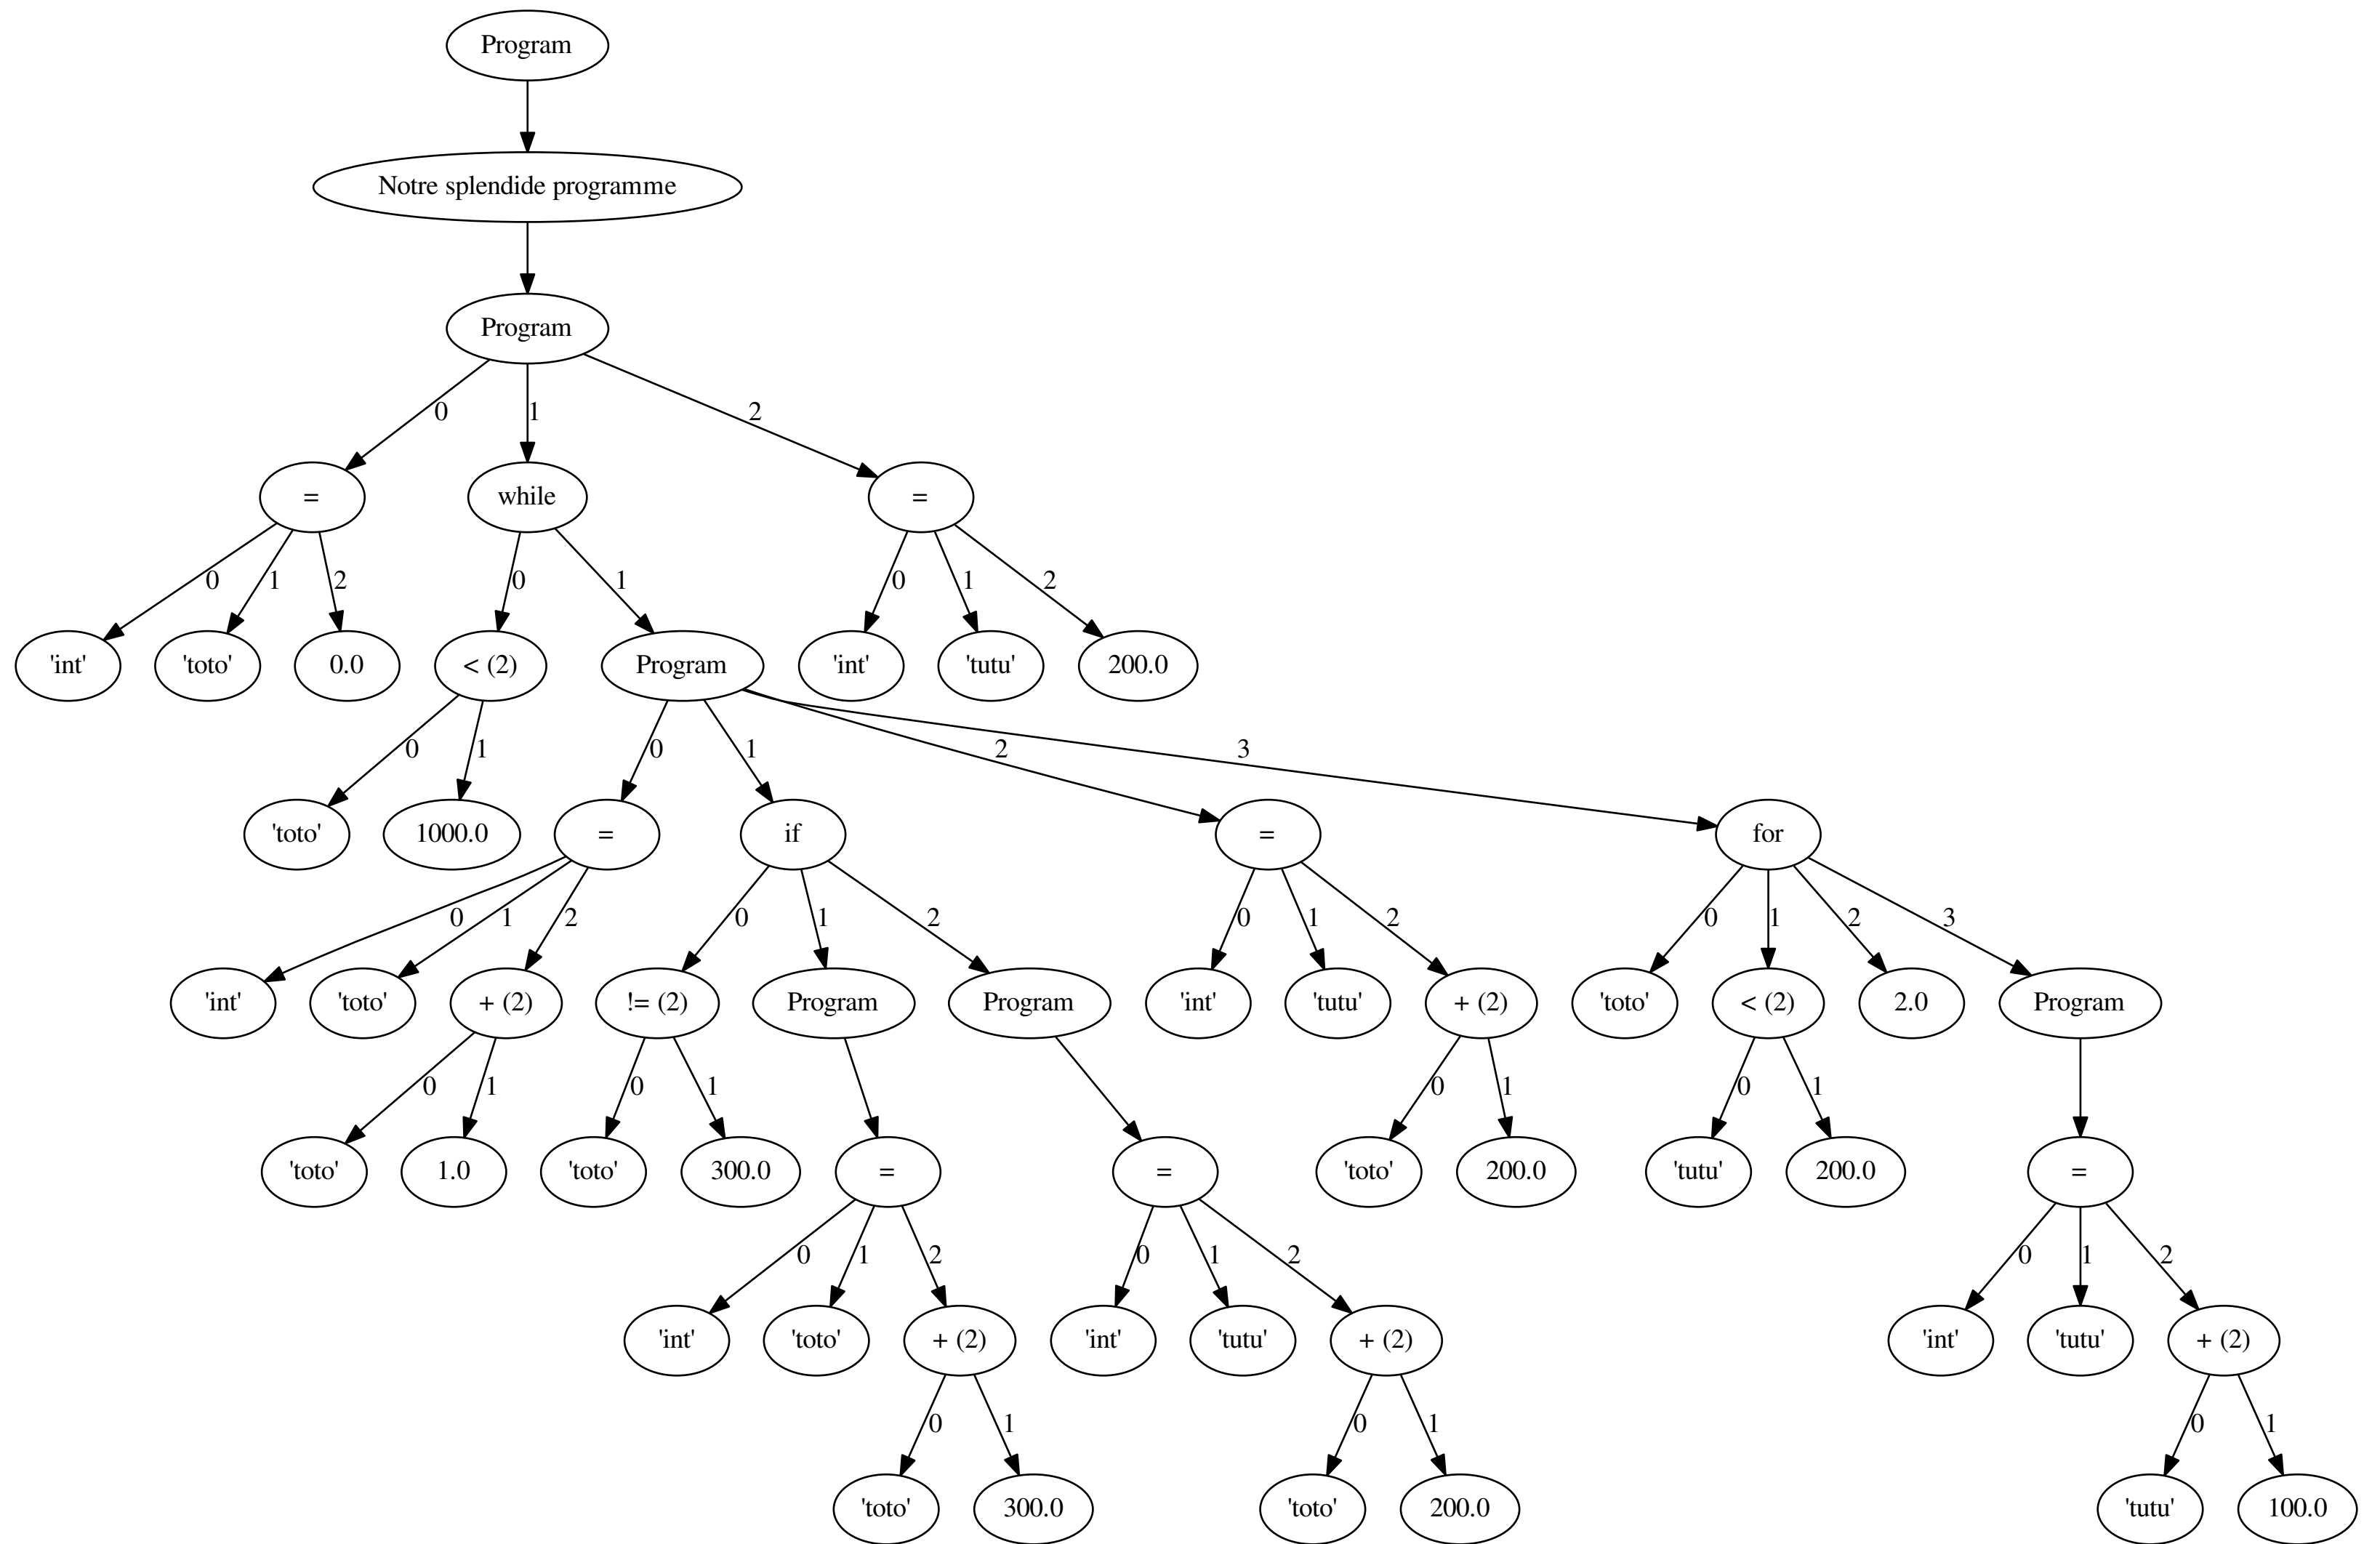 Program
Notre splendide programme
Program
0 1 2
= while =
0 1 2 0 1 0 1 2
'int' 'toto' 0.0 < (2) Program 'int' 'tutu' 200.0
0 1 0 1 2 3
'toto' 1000.0 = if = for
0 1 2 0 1 2 0 1 2 0 1 2 3
'int' 'toto' + (2) != (2) Program Program 'int' 'tutu' + (2) 'toto' < (2) 2.0 Program
0 1 0 1 0 1 0 1
'toto' 1.0 'toto' 300.0 = = 'toto' 200.0 'tutu' 200.0 =
0 1 2 0 1 2 0 1 2
'int' 'toto' + (2) 'int' 'tutu' + (2) 'int' 'tutu' + (2)
0 1 0 1 0 1
'toto' 300.0 'toto' 200.0 'tutu' 100.0